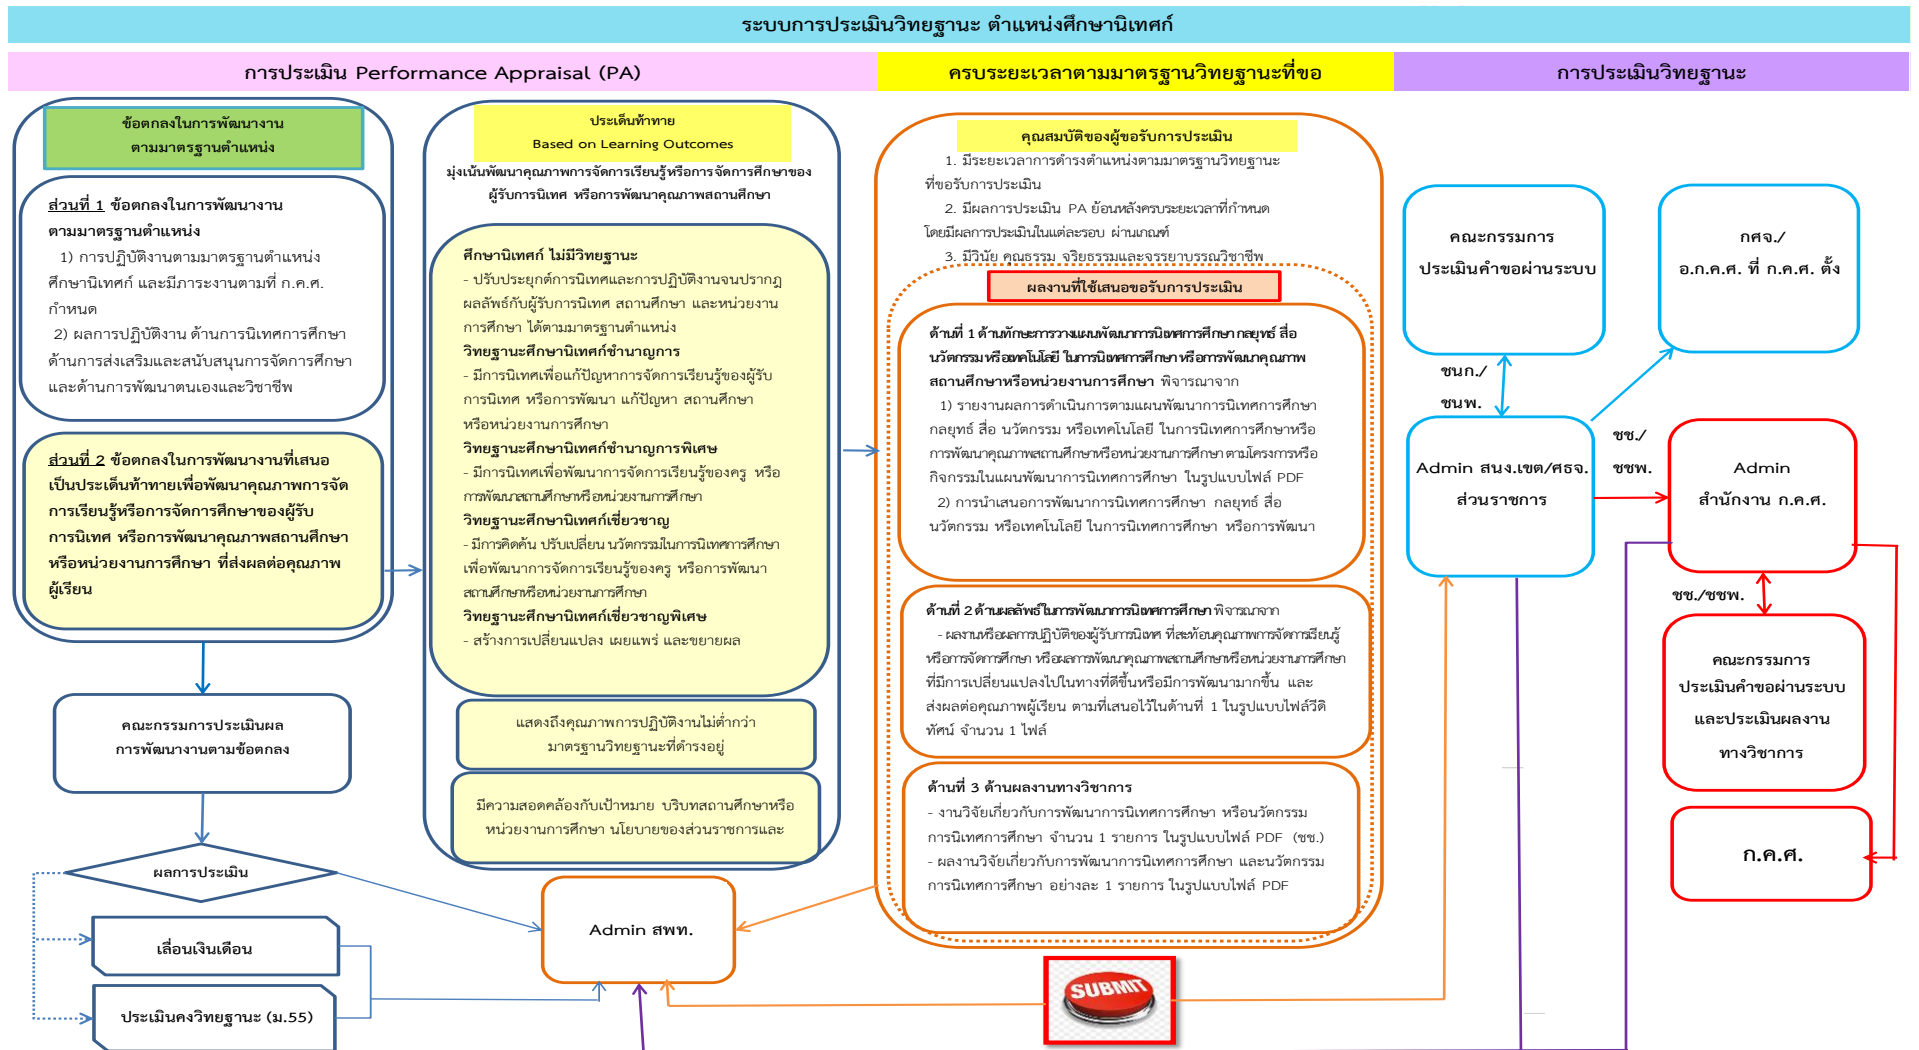 ระบบการประเมินวิทยฐานะ ตำแหน่งศึกษานิเทศก์
การประเมิน Performance Appraisal (PA)
ครบระยะเวลาตามมาตรฐานวิทยฐานะที่ขอ
การประเมินวิทยฐานะ
ข้อตกลงในการพัฒนางาน
ตามมาตรฐานตำแหน่ง
ส่วนที่ 1 ข้อตกลงในการพัฒนางาน
ตามมาตรฐานตำแหน่ง
1) การปฏิบัติงานตามมาตรฐานตำแหน่ง
ศึกษานิเทศก์ และมีภาระงานตามที่ ก.ค.ศ.
กำหนด
2) ผลการปฏิบัติงาน ด้านการนิเทศการศึกษา
ด้านการส่งเสริมและสนับสนุนการจัดการศึกษา
และด้านการพัฒนาตนเองและวิชาชีพ
ส่วนที่ 2 ข้อตกลงในการพัฒนางานที่เสนอ
เป็นประเด็นท้าทายเพื่อพัฒนาคุณภาพการจัด
การเรียนรู้หรือการจัดการศึกษาของผู้รับ
การนิเทศ หรือการพัฒนาคุณภาพสถานศึกษา
หรือหน่วยงานการศึกษา ที่ส่งผลต่อคุณภาพ
ผู้เรียน
คณะกรรมการประเมินผล
การพัฒนางานตามข้อตกลง
ผลการประเมิน
เลื่อนเงินเดือน
ประเมินคงวิทยฐานะ (ม.55)
ประเด็นท้าทาย
Based on Learning Outcomes
มุ่งเน้นพัฒนาคุณภาพการจัดการเรียนรู้หรือการจัดการศึกษาของ
ผู้รับการนิเทศ หรือการพัฒนาคุณภาพสถานศึกษา
ศึกษานิเทศก์ ไม่มีวิทยฐานะ
- ปรับประยุกต์การนิเทศและการปฏิบัติงานจนปรากฏ
ผลลัพธ์กับผู้รับการนิเทศ สถานศึกษา และหน่วยงาน
การศึกษา ได้ตามมาตรฐานตำแหน่ง
วิทยฐานะศึกษานิเทศก์ชำนาญการ
- มีการนิเทศเพื่อแก้ปัญหาการจัดการเรียนรู้ของผู้รับ
การนิเทศ หรือการพัฒนา แก้ปัญหา สถานศึกษา
หรือหน่วยงานการศึกษา
วิทยฐานะศึกษานิเทศก์ชำนาญการพิเศษ
- มีการนิเทศเพื่อพัฒนาการจัดการเรียนรู้ของครู หรือ
การพัฒนาสถานศึกษาหรือหน่วยงานการศึกษา
วิทยฐานะศึกษานิเทศก์เชี่ยวชาญ
- มีการคิดค้น ปรับเปลี่ยน นวัตกรรมในการนิเทศการศึกษา
เพื่อพัฒนาการจัดการเรียนรู้ของครู หรือการพัฒนา
สถานศึกษาหรือหน่วยงานการศึกษา
วิทยฐานะศึกษานิเทศก์เชี่ยวชาญพิเศษ
- สร้างการเปลี่ยนแปลง เผยแพร่ และขยายผล
แสดงถึงคุณภาพการปฏิบัติงานไม่ต่ำกว่า
มาตรฐานวิทยฐานะที่ดำรงอยู่
มีความสอดคล้องกับเป้าหมาย บริบทสถานศึกษาหรือ
หน่วยงานการศึกษา นโยบายของส่วนราชการและ
Admin สพท.
คุณสมบัติของผู้ขอรับการประเมิน
1. มีระยะเวลาการดำรงตำแหน่งตามมาตรฐานวิทยฐานะ
ที่ขอรับการประเมิน
2. มีผลการประเมิน PA ย้อนหลังครบระยะเวลาที่กำหนด
โดยมีผลการประเมินในแต่ละรอบ ผ่านเกณฑ์
3. มีวินัย คุณธรรม จริยธรรมและจรรยาบรรณวิชาชีพ
ผลงานที่ใช้เสนอขอรับการประเมิน
ด้านที่ 1 ด้านทักษะการวางแผนพัฒนาการนิเทศการศึกษา กลยุทธ์ สื่อ
นวัตกรรม หรือเทคโนโลยี ในการนิเทศการศึกษา หรือการพัฒนาคุณภาพ
สถานศึกษาหรือหน่วยงานการศึกษา พิจารณาจาก
1) รายงานผลการดำเนินการตามแผนพัฒนาการนิเทศการศึกษา
กลยุทธ์ สื่อ นวัตกรรม หรือเทคโนโลยี ในการนิเทศการศึกษาหรือ
การพัฒนาคุณภาพสถานศึกษาหรือหน่วยงานการศึกษา ตามโครงการหรือ
กิจกรรมในแผนพัฒนาการนิเทศการศึกษา ในรูปแบบไฟล์ PDF
2) การนำเสนอการพัฒนาการนิเทศการศึกษา กลยุทธ์ สื่อ
นวัตกรรม หรือเทคโนโลยี ในการนิเทศการศึกษา หรือการพัฒนา
ด้านที่ 2 ด้านผลลัพธ์ในการพัฒนาการนิเทศการศึกษา พิจารณาจาก
- ผลงานหรือผลการปฏิบัติของผู้รับการนิเทศ ที่สะท้อนคุณภาพการจัดการเรียนรู้
หรือการจัดการศึกษา หรือผลการพัฒนาคุณภาพสถานศึกษาหรือหน่วยงานการศึกษา
ที่มีการเปลี่ยนแปลงไปในทางที่ดีขึ้นหรือมีการพัฒนามากขึ้น และ
ส่งผลต่อคุณภาพผู้เรียน ตามที่เสนอไว้ในด้านที่ 1 ในรูปแบบไฟล์วีดิ
ทัศน์ จำนวน 1 ไฟล์
ด้านที่ 3 ด้านผลงานทางวิชาการ
- งานวิจัยเกี่ยวกับการพัฒนาการนิเทศการศึกษา หรือนวัตกรรม
การนิเทศการศึกษา จำนวน 1 รายการ ในรูปแบบไฟล์ PDF (ชช.)
- ผลงานวิจัยเกี่ยวกับการพัฒนาการนิเทศการศึกษา และนวัตกรรม
การนิเทศการศึกษา อย่างละ 1 รายการ ในรูปแบบไฟล์ PDF
SUBMIT
คณะกรรมการ
ประเมินคำขอผ่านระบบ
กศจ./
อ.ก.ค.ศ. ที่ ก.ค.ศ. ตั้ง
ชนก./
ชนพ.
Admin สนง.เขต/ศธจ.
ส่วนราชการ
ชช./
ชชพ.
Admin
สำนักงาน ก.ค.ศ.
ชช./ชชพ.
คณะกรรมการ
ประเมินคำขอผ่านระบบ
และประเมินผลงาน
ทางวิชาการ
ก.ค.ศ.